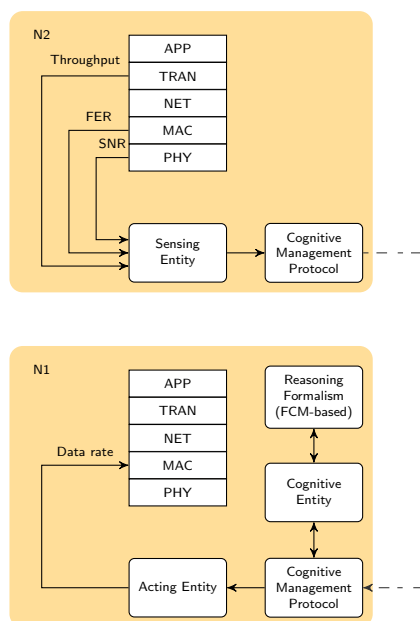 N2
APP
Throughput
TRAN
NET
FER
MAC
SNR
PHY
Sensing
Entity
Cognitive
Management
Protocol
N1
APP
TRAN
NET
Data rate
MAC
PHY
Reasoning
Formalism
(FCM-based)
Cognitive
Entity
Acting Entity
Cognitive
Management
Protocol